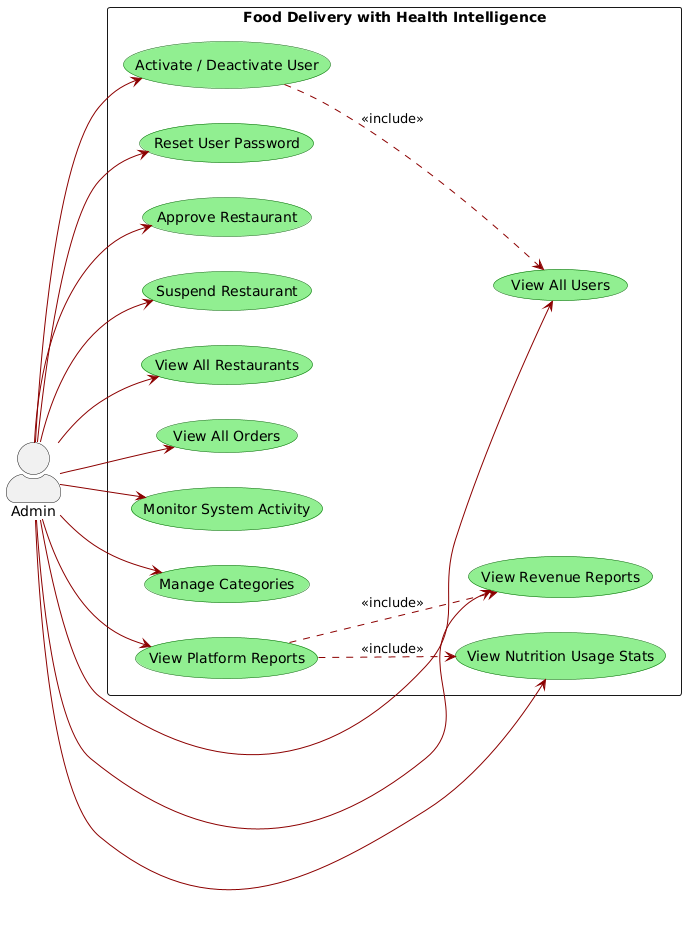 Food Delivery with Health Intelligence
Activate / Deactivate User
«include»
Reset User Password
Approve Restaurant
Suspend Restaurant
View All Users
View All Restaurants
View All Orders
Admin
Monitor System Activity
Manage Categories
View Revenue Reports
«include»
View Platform Reports
«include»
View Nutrition Usage Stats